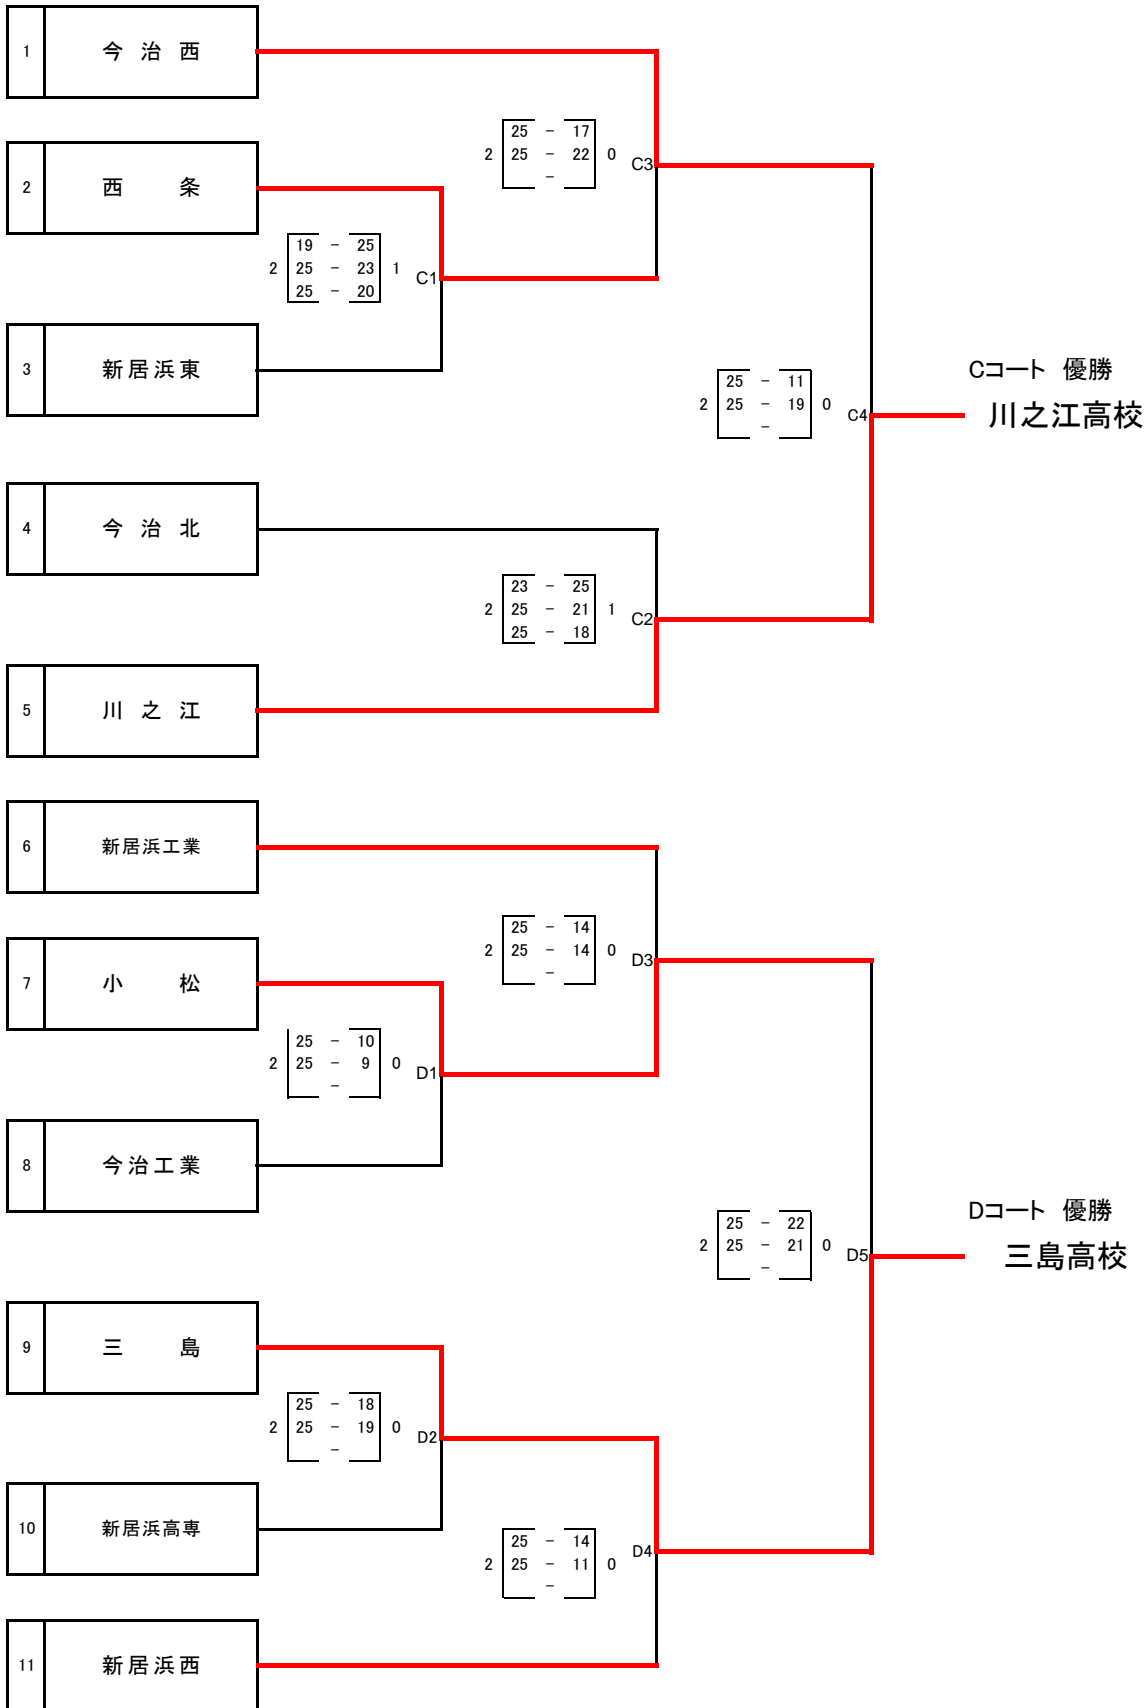 1 今 治 西
25 - 17
2 25 - 22 0 C3
-
2 西 条
19 - 25
2 25 - 23 1 C1
25 - 20
3 新居浜東
Cコート 優勝
川之江高校
25 - 11
2 25 - 19 0 C4
-
4 今 治 北
23 - 25
2 25 - 21 1 C2
25 - 18
5 川 之 江
6 新居浜工業
25 - 14
2 25 - 14 0 D3
-
7 小 松
25 - 10
2 25 - 9 0 D1
-
8 今治工業
Dコート 優勝
三島高校
25 - 22
2 25 - 21 0 D5
-
9 三 島
25 - 18
2 25 - 19 0 D2
-
10 新居浜高専
25 - 14
2 25 - 11 0 D4
-
11 新居浜西